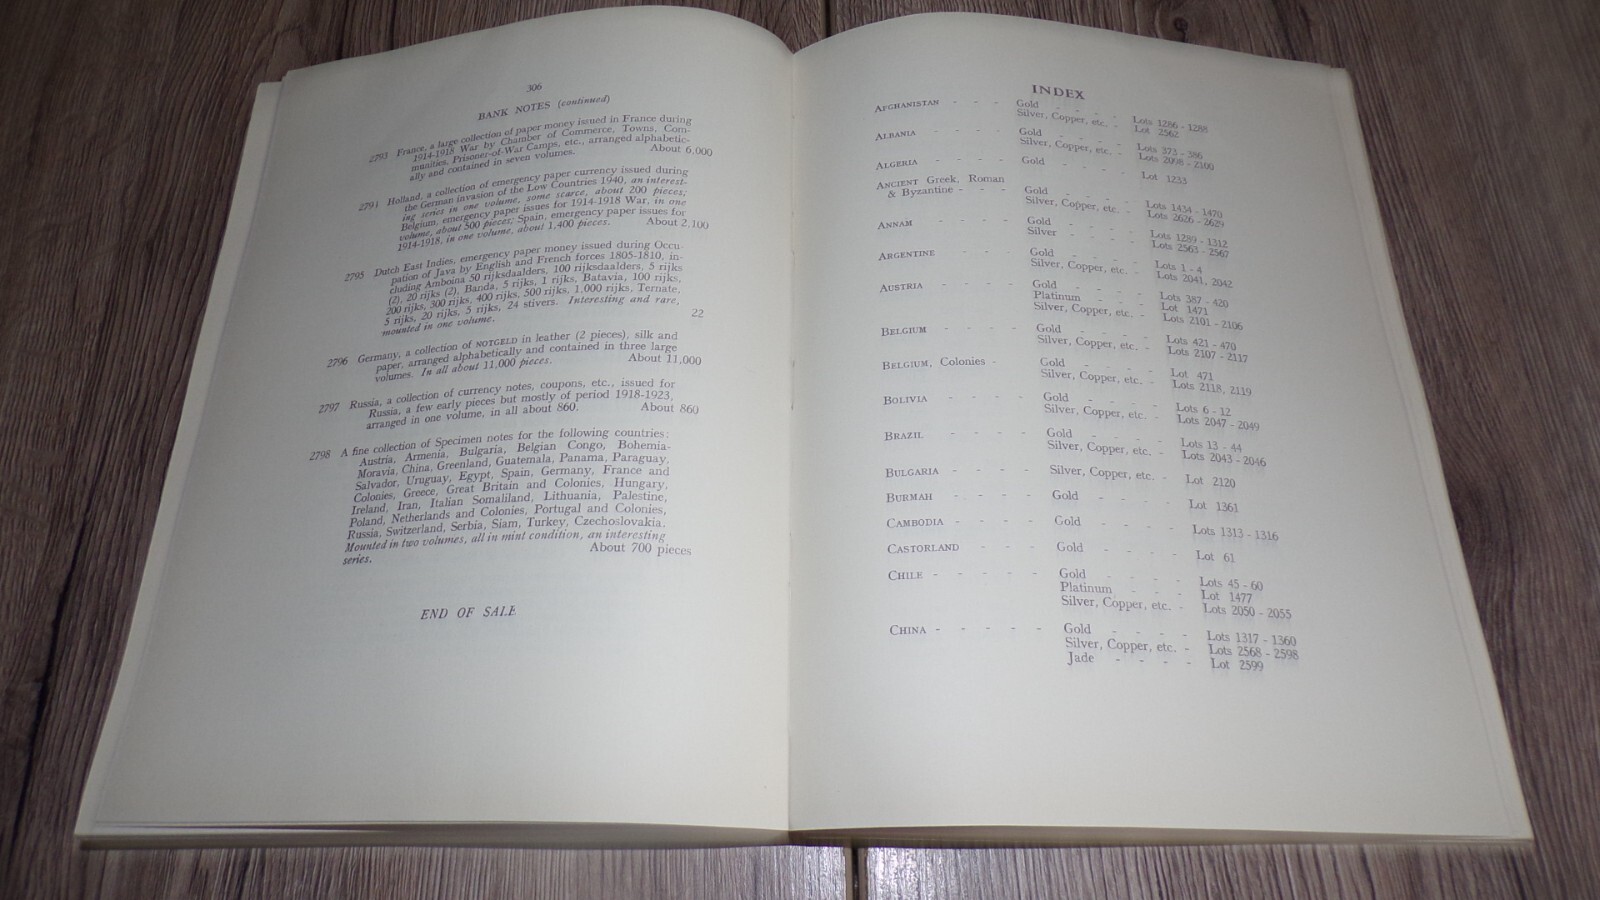 306
BANK NOTES (continued)
2793 France, a large collection of paper money issued in France during
1914-1918 War by Chamber of Commerce, Towns, Com-
munities, Prisoner-of-War Camps, etc., arranged alphabetic-
ally and contained in seven volumes. About 6,000
2794 Holland, a collection of emergency paper currency issued during
the German invasion of the Low Countries 1940, an interest-
ing series in one volume, some scarce, about 200 pieces;
Belgium, emergency paper issues for 1914-1918 War, in one
volume, about 500 pieces; Spain, emergency paper issues for
1914-1918, in one volume, about 1,400 pieces. About 2,100
2795 Dutch East Indies, emergency paper money issued during Occu-
pation of Java by English and French forces 1805-1810, in-
cluding Amboina 50 rijksdaalders, 100 rijksdaalders, 5 rijks
(2), 20 rijks (2), Banda, 5 rijks, 1 rijks, Batavia, 100 rijks,
200 rijks, 300 rijks, 400 rijks, 500 rijks, 1,000 rijks, Ternate,
5 rijks, 20 rijks, 5 rijks, 24 stivers. Interesting and rare,
mounted in one volume. 22
2796 Germany, a collection of NOTGELD in leather (2 pieces), silk and
paper, arranged alphabetically and contained in three large
volumes. In all about 11,000 pieces. About 11,000
2797 Russia, a collection of currency notes, coupons, etc., issued for
Russia, a few early pieces but mostly of period 1918-1923,
arranged in one volume, in all about 860. About 860
2798 A fine collection of Specimen notes for the following countries:
Austria, Armenia, Bulgaria, Belgian Congo, Bohemia-
Moravia, China, Greenland, Guatemala, Panama, Paraguay,
Salvador, Uruguay, Egypt, Spain, Germany, France and
Colonies, Greece, Great Britain and Colonies, Hungary,
Ireland, Iran, Italian Somaliland, Lithuania, Palestine,
Poland, Netherlands and Colonies, Portugal and Colonies,
Russia, Switzerland, Serbia, Siam, Turkey, Czechoslovakia.
Mounted in two volumes, all in mint condition, an interesting
series. About 700 pieces
END OF SALE
INDEX
AFGHANISTAN - - - Gold - - - - Lots 1286 - 1288
Silver, Copper, etc. - Lot 2562
ALBANIA - - - - Gold - - - - Lots 373 - 386
Silver, Copper, etc. - Lots 2098 - 2100
ALGERIA - - - - Gold - - - - Lot 1233
ANCIENT Greek, Roman
& Byzantine - - - Gold - - - - Lots 1434 - 1470
Silver, Copper, etc. - Lots 2626 - 2629
ANNAM - - - - Gold - - - - Lots 1289 - 1312
Silver - - - - Lots 2563 - 2567
ARGENTINE - Gold - - - - Lots 1 - 4
Silver, Copper, etc. - Lots 2041, 2042
AUSTRIA - - - - Gold - - - - Lots 387 - 420
Platinum - - - Lot 1471
Silver, Copper, etc. - Lots 2101 - 2106
BELGIUM - - - - Gold - - - - Lots 421 - 470
Silver, Copper, etc. - Lots 2107 - 2117
BELGIUM, Colonies - Gold - - - - Lot 471
Silver, Copper, etc. - Lots 2118, 2119
BOLIVIA - - - - Gold - - - - Lots 6 - 12
Silver, Copper, etc. - Lots 2047 - 2049
BRAZIL - - - - Gold - - - - Lots 13 - 44
Silver, Copper, etc. - Lots 2043 - 2046
BULGARIA - - - - Silver, Copper, etc. - Lot 2120
BURMAH - - - - Gold - - - - Lot 1361
CAMBODIA - - - - Gold - - - - Lots 1313 - 1316
CASTORLAND - - - Gold - - - - Lot 61
CHILE - - - - - Gold - - - - Lots 45 - 60
Platinum - - - Lot 1477
Silver, Copper, etc. - Lots 2050 - 2055
CHINA - - - - - Gold - - - - Lots 1317 - 1360
Silver, Copper, etc. - Lots 2568 - 2598
Jade - - - - Lot 2599